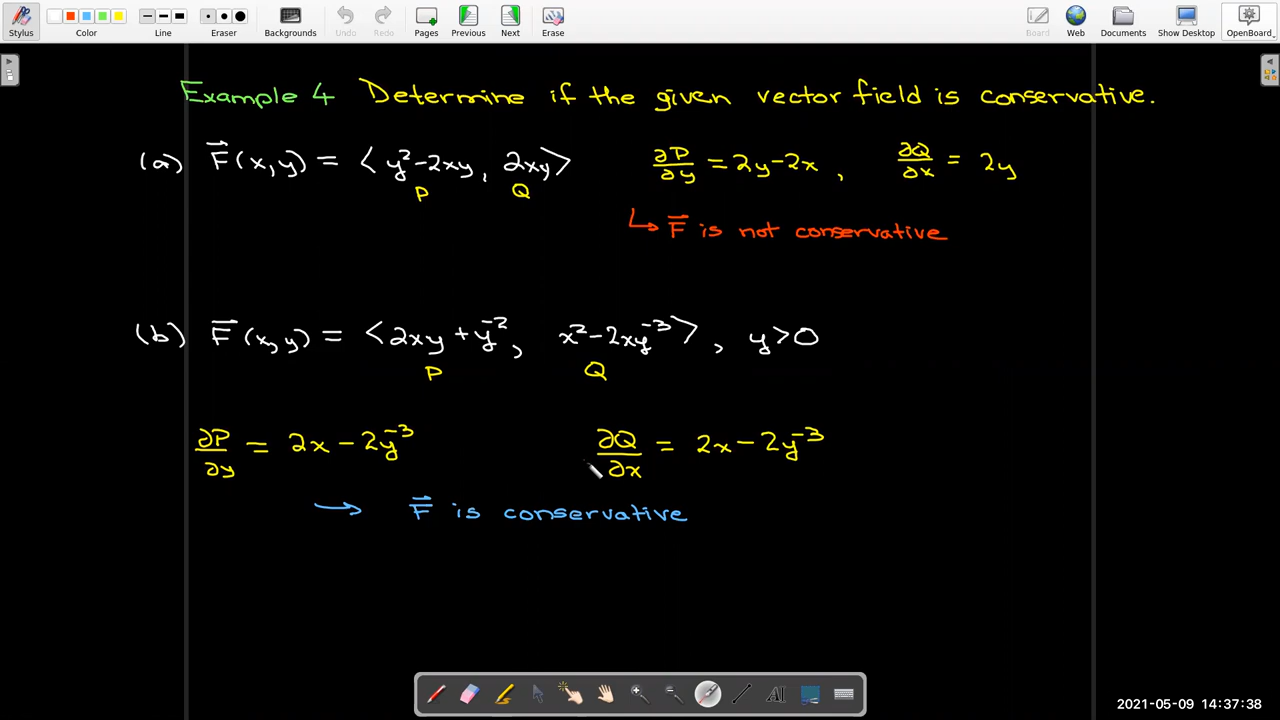 Stylus Color Line Eraser Backgrounds Undo Redo Pages Previous Next Erase Board Web Documents Show Desktop OpenBoard
Example 4 Determine if the given vector field is conservative.
(a) F⃗(x,y) = ⟨y²-2xy, 2xy⟩ ∂P/∂y = 2y-2x, ∂Q/∂x = 2y
P Q
↳ F⃗ is not conservative
(b) F⃗(x,y) = ⟨2xy+y⁻², x²-2xy⁻³⟩, y>0
P Q
∂P/∂y = 2x-2y⁻³ ∂Q/∂x = 2x-2y⁻³
→ F⃗ is conservative
AI
2021-05-09 14:37:38